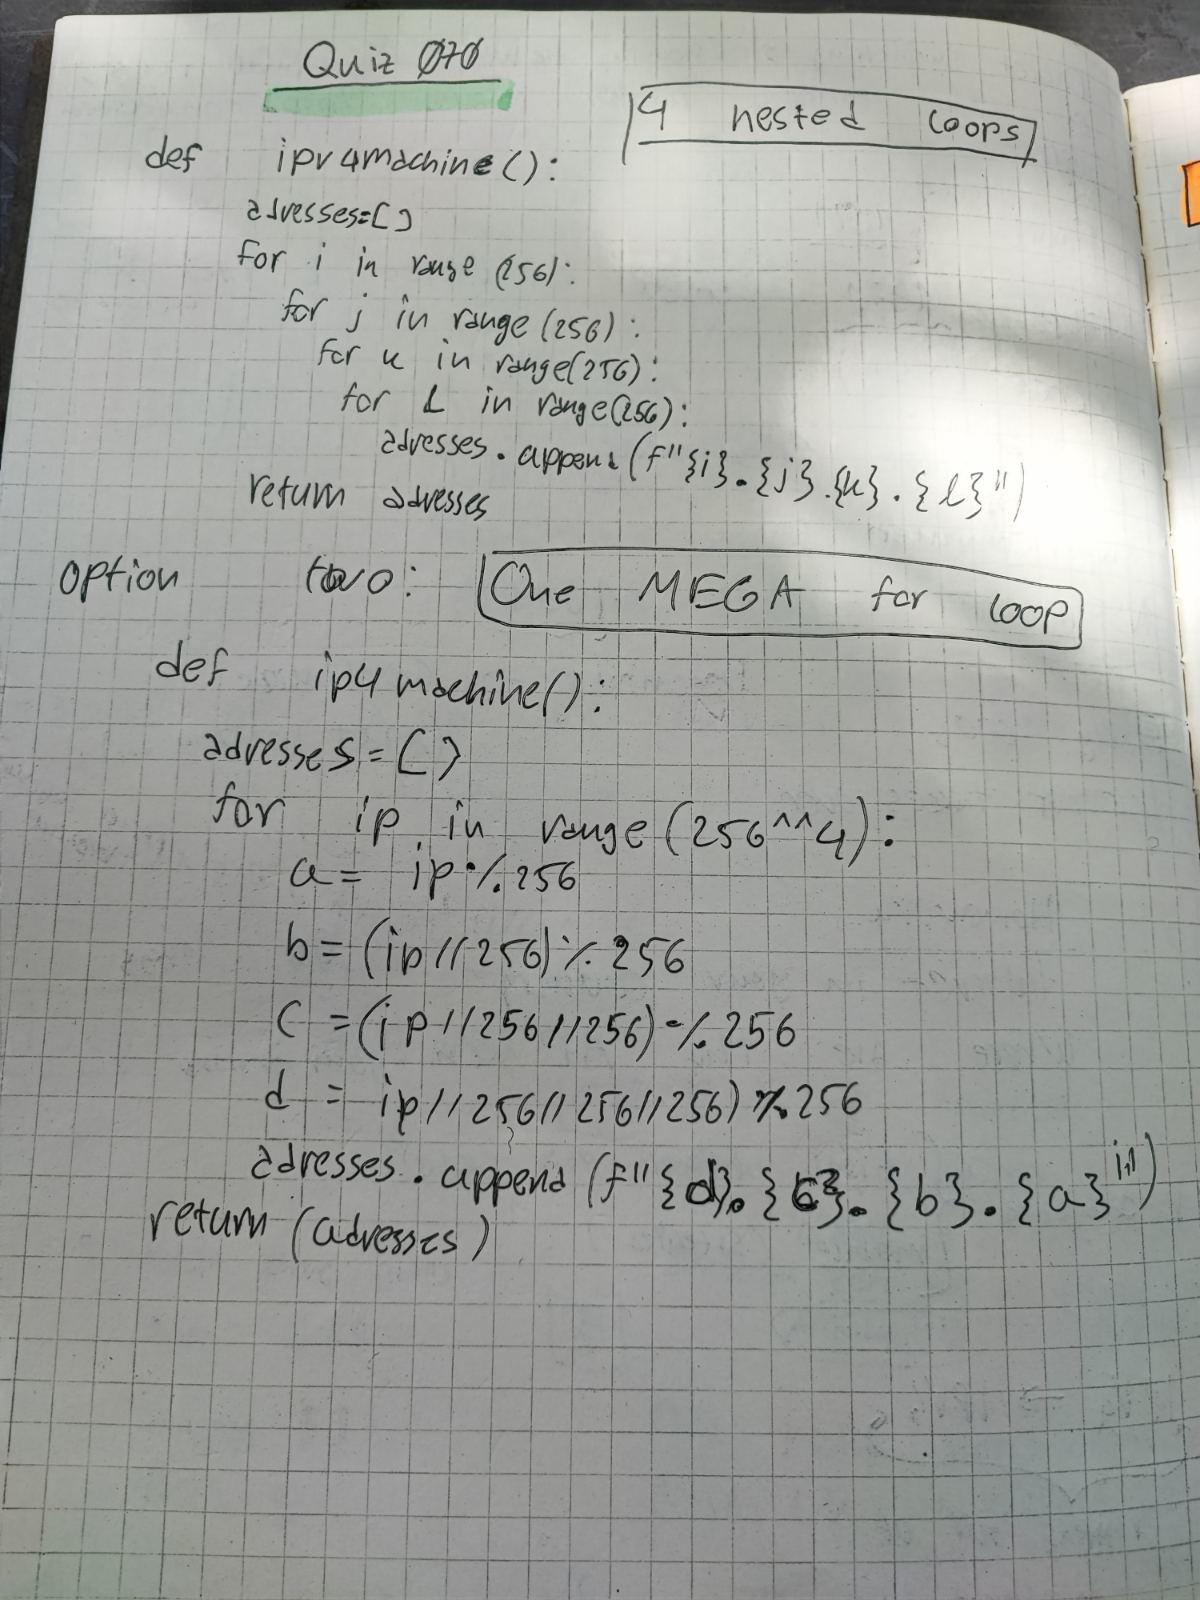 Quiz 070
4 nested loops
def ipv4machine():
adresses=[]
for i in range (256):
for j in range (256):
for k in range(256):
for l in range(256):
adresses.append(f"{i}.{j}.{k}.{l}")
return adresses
option two: One MEGA for loop
def ip4machine():
adresses=[]
for ip in range(256^^4):
a= ip%256
b=(ip//256)%256
c=(ip//256//256)%256
d= ip//256//256//256)%256
adresses.append(f"{d}.{c}.{b}.{a}")
return (adresses)